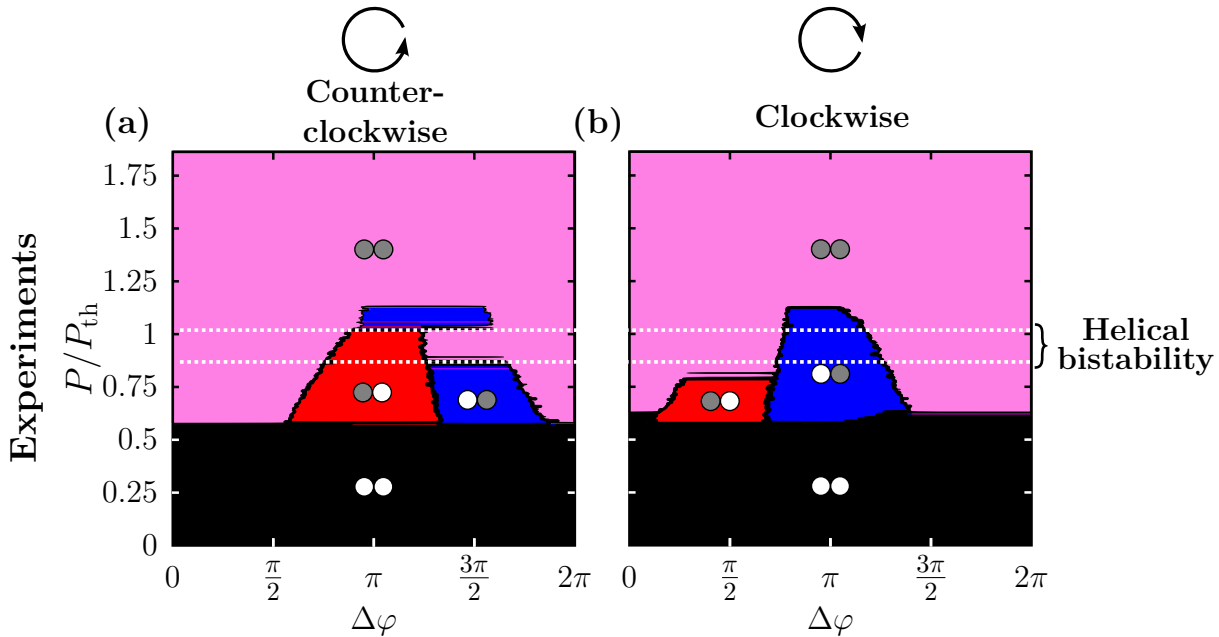 Counter-
clockwise
Clockwise
(a)
(b)
Experiments
P/P_th
1.75
1.5
1.25
1
0.75
0.5
0.25
0
0
π/2
π
3π/2
2π
Δφ
0
π/2
π
3π/2
2π
Δφ
Helical
bistability